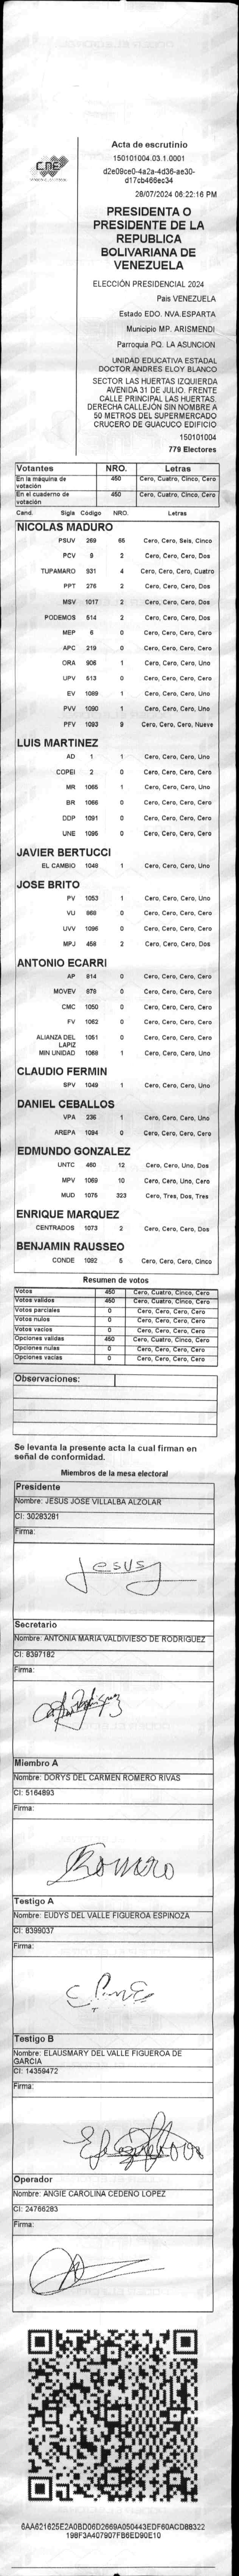 CNE
Acta de escrutinio
150101004.03.1.0001
d2e09ce0-4a2a-4d36-ae30-
d17cb466ec34
28/07/2024 06:22:16 PM
PRESIDENTA O
PRESIDENTE DE LA
REPUBLICA
BOLIVARIANA DE
VENEZUELA
ELECCIÓN PRESIDENCIAL 2024
Pais VENEZUELA
Estado EDO. NVA.ESPARTA
Municipio MP. ARISMENDI
Parroquia PQ. LA ASUNCION
UNIDAD EDUCATIVA ESTADAL
DOCTOR ANDRES ELOY BLANCO
SECTOR LAS HUERTAS IZQUIERDA
AVENIDA 31 DE JULIO. FRENTE
CALLE PRINCIPAL LAS HUERTAS.
DERECHA CALLEJÓN SIN NOMBRE A
50 METROS DEL SUPERMERCADO
CRUCERO DE GUACUCO EDIFICIO
150101004
779 Electores
Votantes NRO. Letras
En la máquina de votación 450 Cero, Cuatro, Cinco, Cero
En el cuaderno de votación 450 Cero, Cuatro, Cinco, Cero
Cand. Sigla Código NRO. Letras
NICOLAS MADURO
PSUV 269 65 Cero, Cero, Seis, Cinco
PCV 9 2 Cero, Cero, Cero, Dos
TUPAMARO 931 4 Cero, Cero, Cero, Cuatro
PPT 276 2 Cero, Cero, Cero, Dos
MSV 1017 2 Cero, Cero, Cero, Dos
PODEMOS 514 2 Cero, Cero, Cero, Dos
MEP 6 0 Cero, Cero, Cero, Cero
APC 219 0 Cero, Cero, Cero, Cero
ORA 906 1 Cero, Cero, Cero, Uno
UPV 513 0 Cero, Cero, Cero, Cero
EV 1089 1 Cero, Cero, Cero, Uno
PVV 1090 1 Cero, Cero, Cero, Uno
PFV 1093 9 Cero, Cero, Cero, Nueve
LUIS MARTINEZ
AD 1 1 Cero, Cero, Cero, Uno
COPEI 2 0 Cero, Cero, Cero, Cero
MR 1065 1 Cero, Cero, Cero, Uno
BR 1066 0 Cero, Cero, Cero, Cero
DDP 1091 0 Cero, Cero, Cero, Cero
UNE 1095 0 Cero, Cero, Cero, Cero
JAVIER BERTUCCI
EL CAMBIO 1048 1 Cero, Cero, Cero, Uno
JOSE BRITO
PV 1053 1 Cero, Cero, Cero, Uno
VU 868 0 Cero, Cero, Cero, Cero
UVV 1096 0 Cero, Cero, Cero, Cero
MPJ 458 2 Cero, Cero, Cero, Dos
ANTONIO ECARRI
AP 814 0 Cero, Cero, Cero, Cero
MOVEV 878 0 Cero, Cero, Cero, Cero
CMC 1050 0 Cero, Cero, Cero, Cero
FV 1062 0 Cero, Cero, Cero, Cero
ALIANZA DEL LAPIZ 1051 0 Cero, Cero, Cero, Cero
MIN UNIDAD 1068 1 Cero, Cero, Cero, Uno
CLAUDIO FERMIN
SPV 1049 1 Cero, Cero, Cero, Uno
DANIEL CEBALLOS
VPA 236 1 Cero, Cero, Cero, Uno
AREPA 1094 0 Cero, Cero, Cero, Cero
EDMUNDO GONZALEZ
UNTC 460 12 Cero, Cero, Uno, Dos
MPV 1069 10 Cero, Cero, Uno, Cero
MUD 1075 323 Cero, Tres, Dos, Tres
ENRIQUE MARQUEZ
CENTRADOS 1073 2 Cero, Cero, Cero, Dos
BENJAMIN RAUSSEO
CONDE 1092 5 Cero, Cero, Cero, Cinco
Resumen de votos
Votos 450 Cero, Cuatro, Cinco, Cero
Votos validos 450 Cero, Cuatro, Cinco, Cero
Votos parciales 0 Cero, Cero, Cero, Cero
Votos nulos 0 Cero, Cero, Cero, Cero
Votos vacios 0 Cero, Cero, Cero, Cero
Opciones validas 450 Cero, Cuatro, Cinco, Cero
Opciones nulas 0 Cero, Cero, Cero, Cero
Opciones vacias 0 Cero, Cero, Cero, Cero
Observaciones:
Se levanta la presente acta la cual firman en
señal de conformidad.
Miembros de la mesa electoral
Presidente
Nombre: JESUS JOSE VILLALBA ALZOLAR
CI: 30283281
Firma:
Jesus
Secretario
Nombre: ANTONIA MARIA VALDIVIESO DE RODRIGUEZ
CI: 8397182
Firma:
Miembro A
Nombre: DORYS DEL CARMEN ROMERO RIVAS
CI: 5164893
Firma:
Romero
Testigo A
Nombre: EUDYS DEL VALLE FIGUEROA ESPINOZA
CI: 8399037
Firma:
Testigo B
Nombre: ELAUSMARY DEL VALLE FIGUEROA DE
GARCIA
CI: 14359472
Firma:
Operador
Nombre: ANGIE CAROLINA CEDEÑO LOPEZ
CI: 24766283
Firma:
6AA621625E2A0BD06D2669A050443EDF60ACD88322
198F3A407907FB6ED90E10